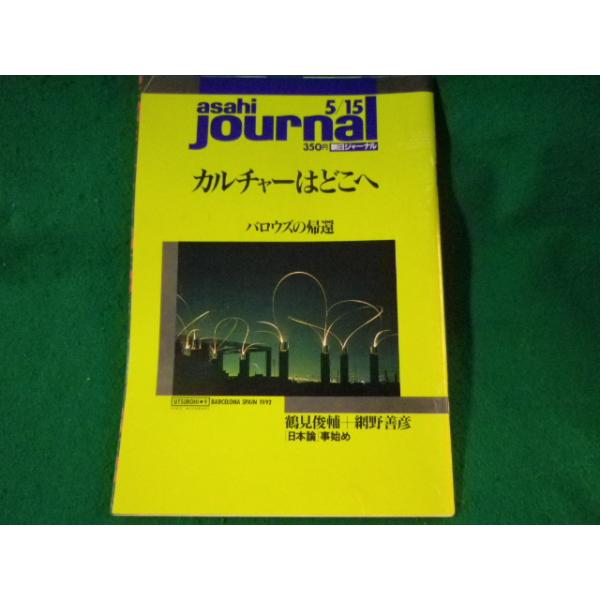 asahi
5/15
journal
350円 朝日ジャーナル
カルチャーはどこへ
バロウズの帰還
UTSUROHI BARCELONA SPAIN 1992
鶴見俊輔＋網野善彦
「日本論」事始め